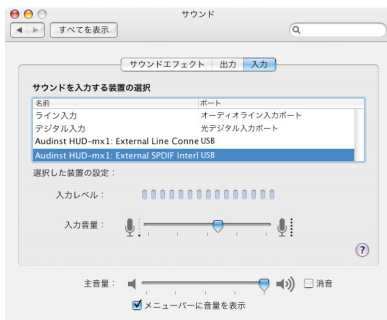 サウンド
すべてを表示
サウンドエフェクト 出力 入力
サウンドを入力する装置の選択
名前 ポート
ライン入力 オーディオライン入力ポート
デジタル入力 光デジタル入力ポート
Audinst HUD-mx1: External Line Conne USB
Audinst HUD-mx1: External SPDIF Interl USB
選択した装置の設定：
入力レベル：
入力音量：
?
主音量： 消音
メニューバーに音量を表示